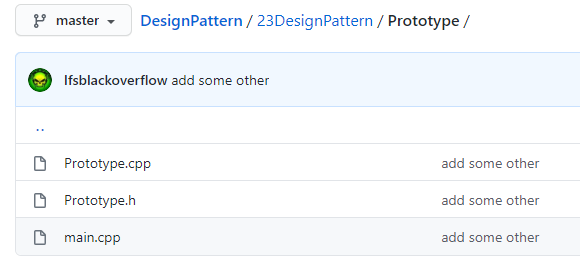 master DesignPattern / 23DesignPattern / Prototype /
lfsblackoverflow add some other
..
Prototype.cpp add some other
Prototype.h add some other
main.cpp add some other